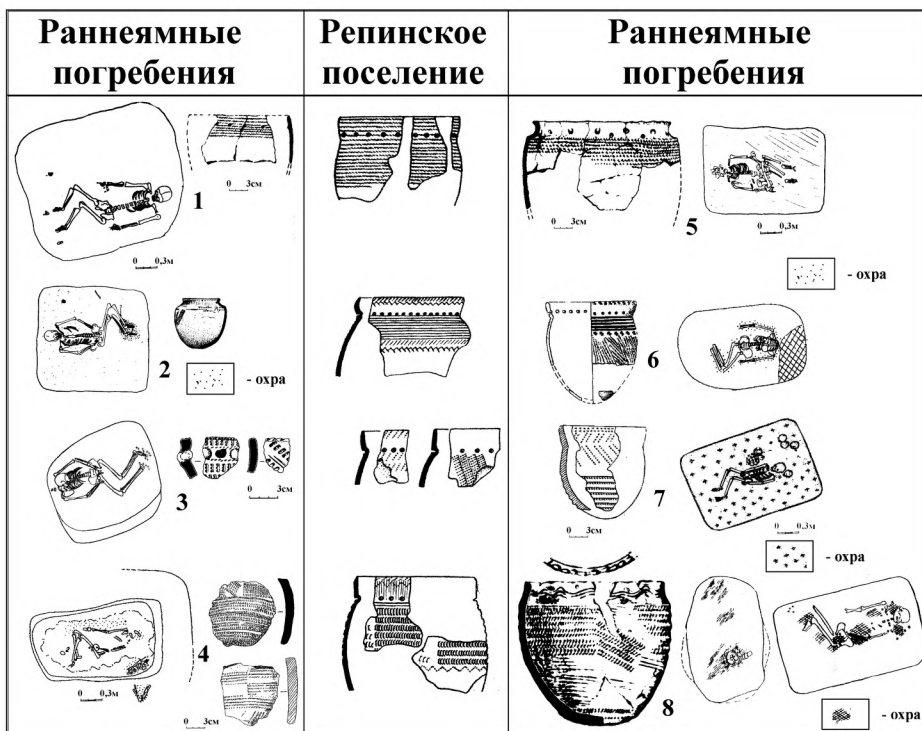 Раннеямные
погребения
Репинское
поселение
Раннеямные
погребения
1
0 3см
0 0,3м
2
- охра
3
0 3см
4
0 0,3м
0 3см
5
0 3см
0 0,3м
- охра
6
7
0 3см
0 0,3м
- охра
8
- охра